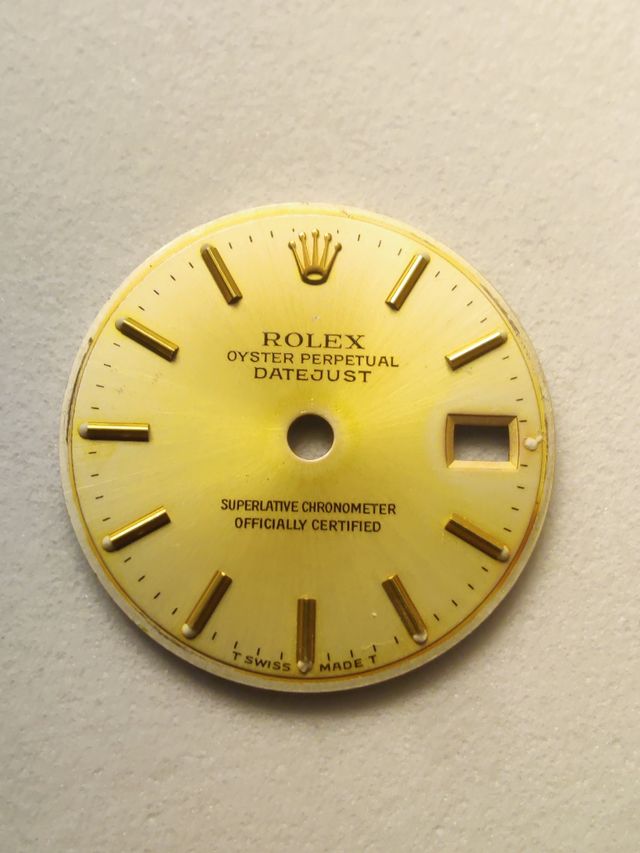 ROLEX
OYSTER PERPETUAL
DATEJUST
SUPERLATIVE CHRONOMETER
OFFICIALLY CERTIFIED
T SWISS MADE T